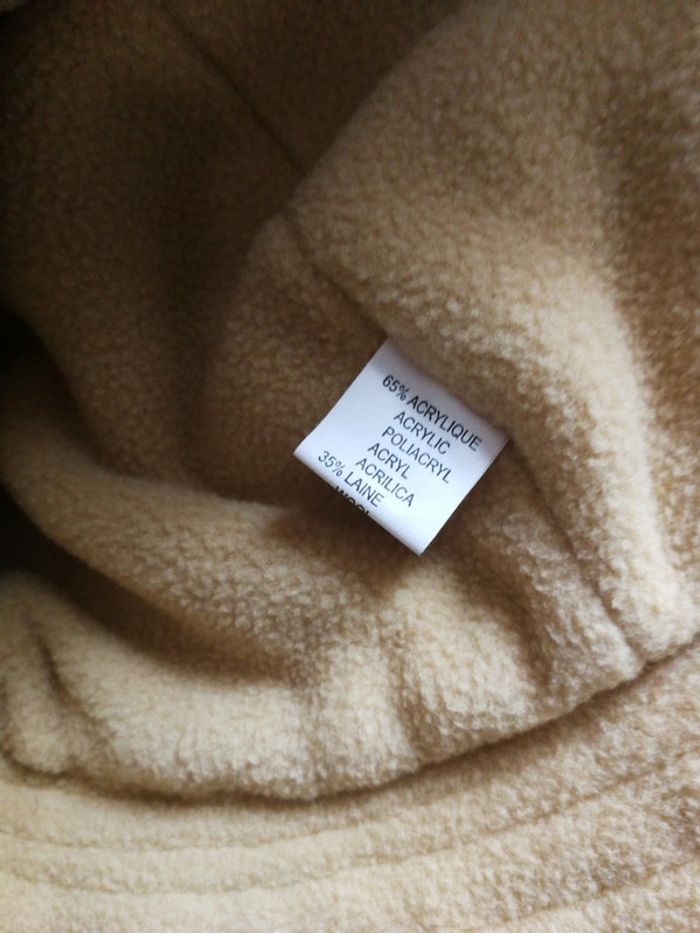 65% ACRYLIQUE
ACRYLIC
POLIACRYL
ACRYL
ACRILICA
35% LAINE